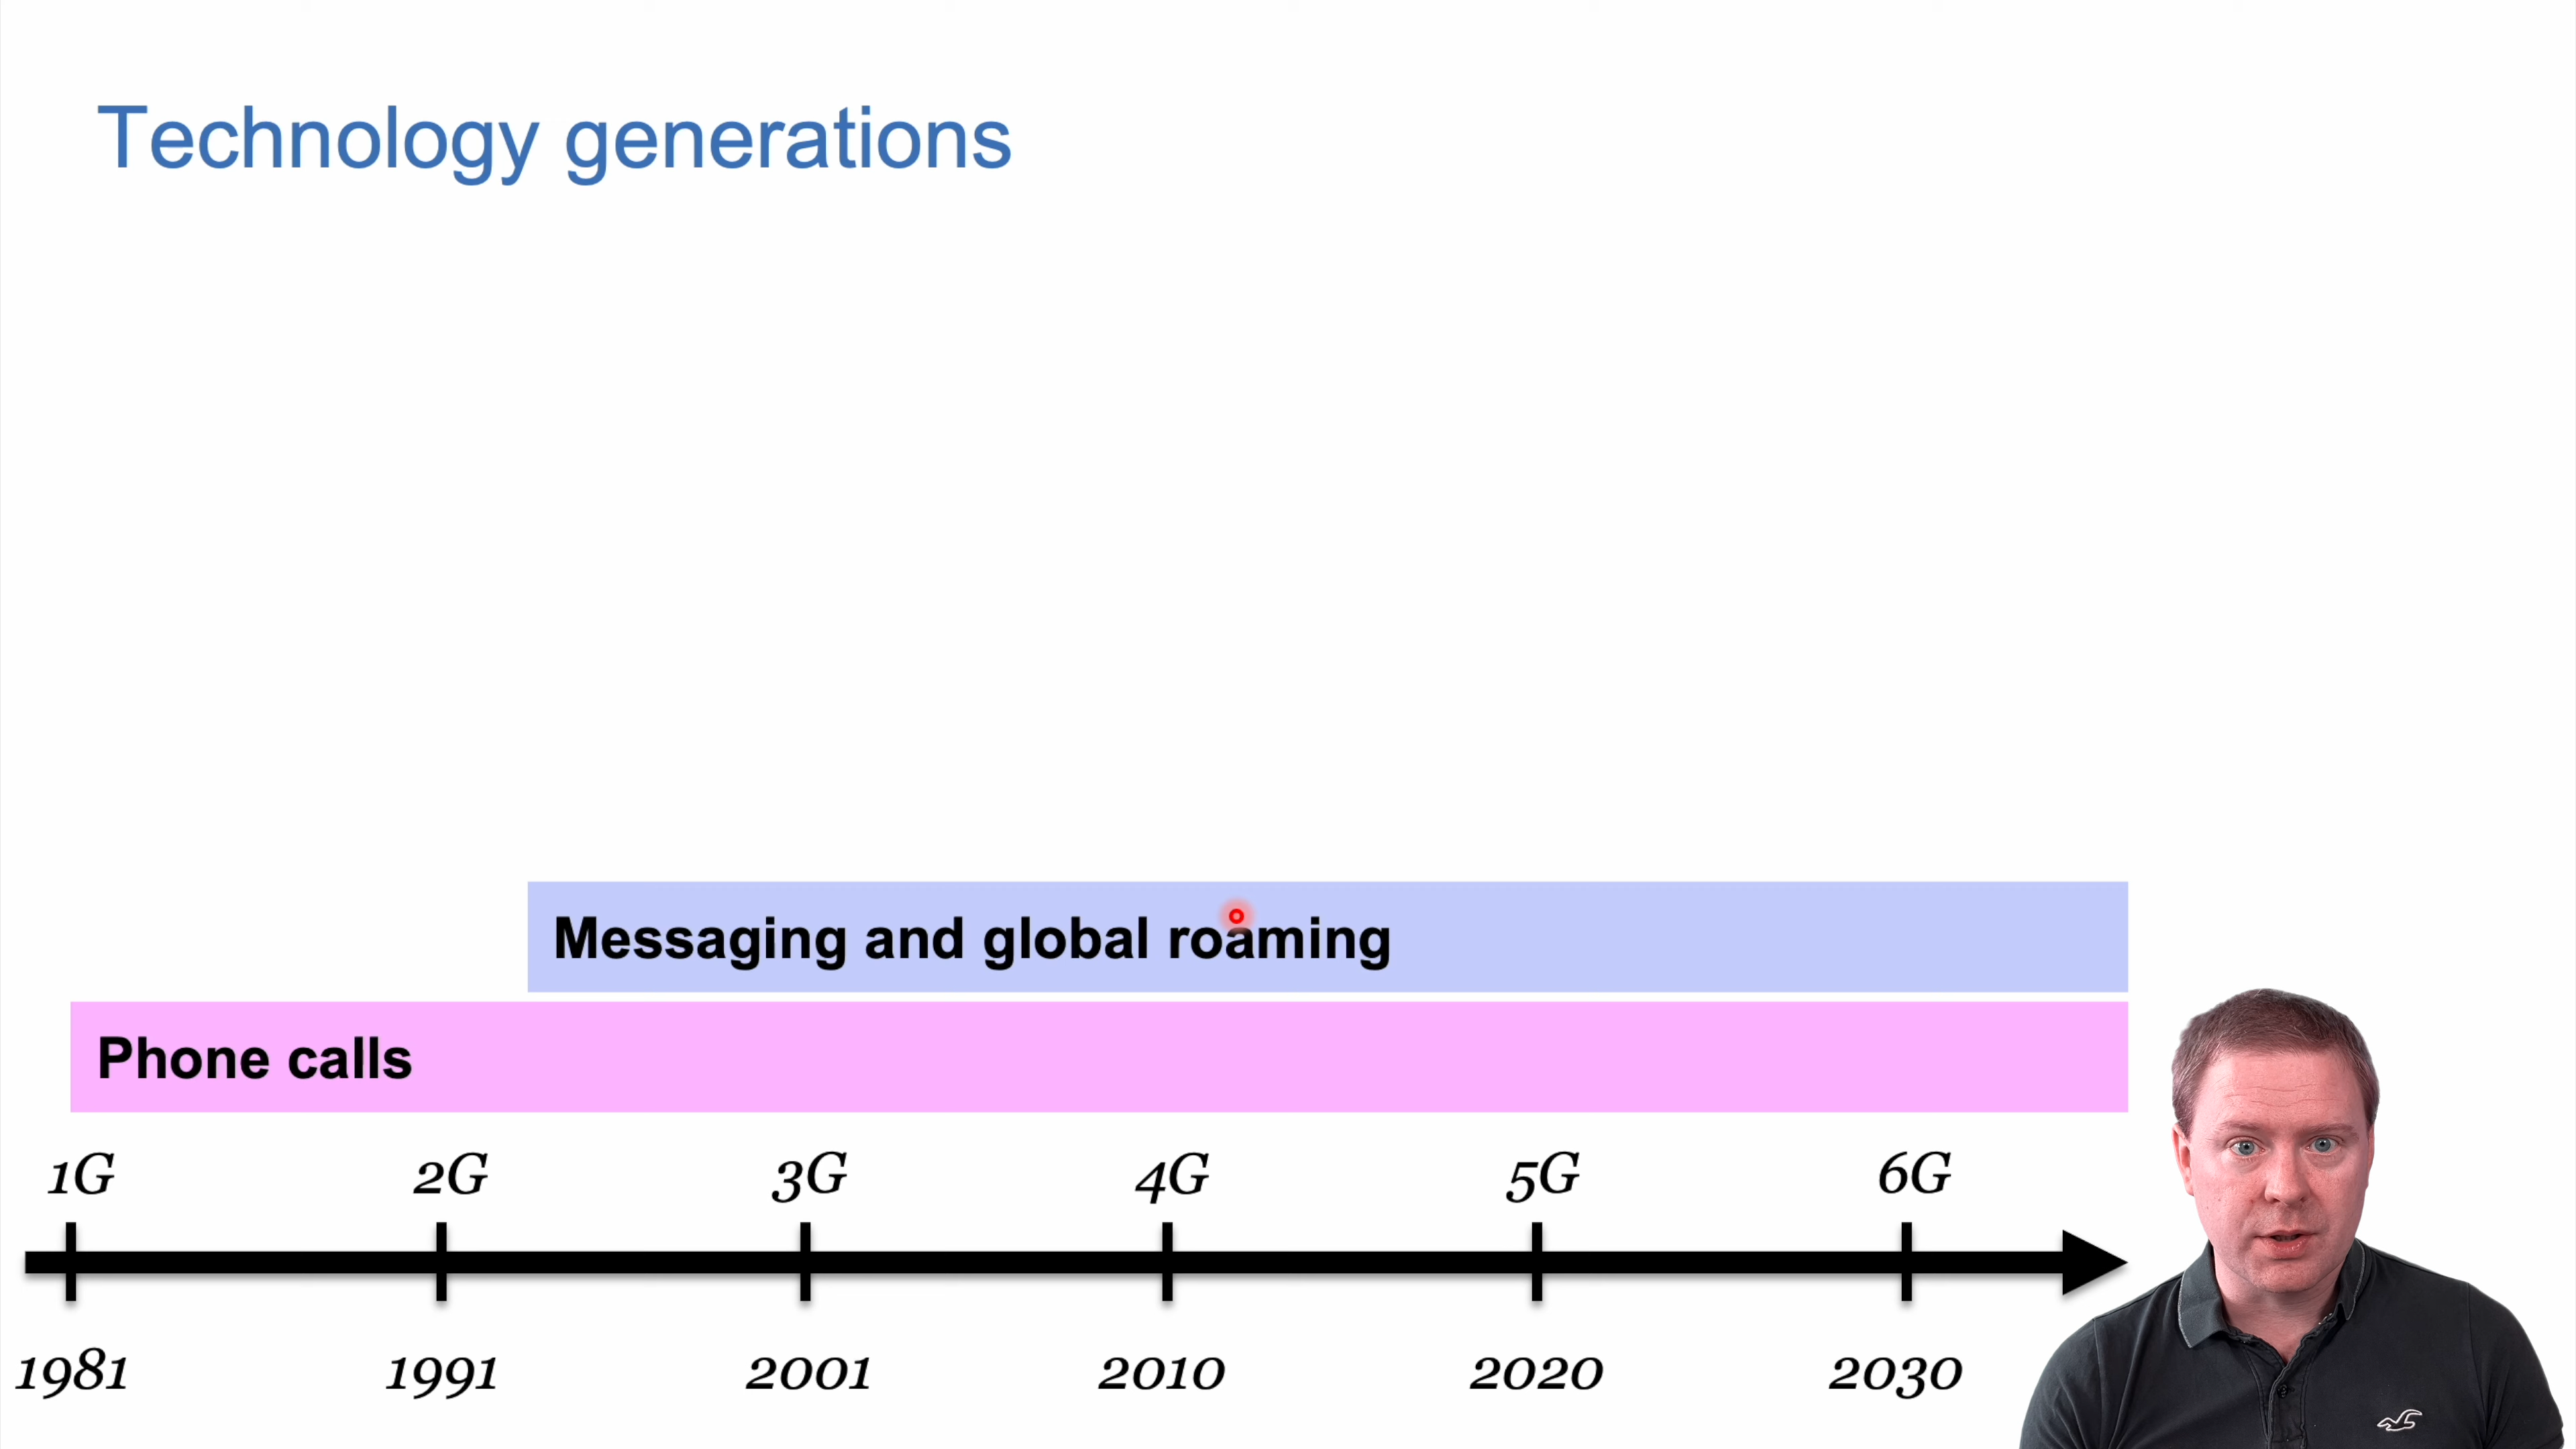 Technology generations
Messaging and global roaming
Phone calls
1G 2G 3G 4G 5G 6G
1981 1991 2001 2010 2020 2030